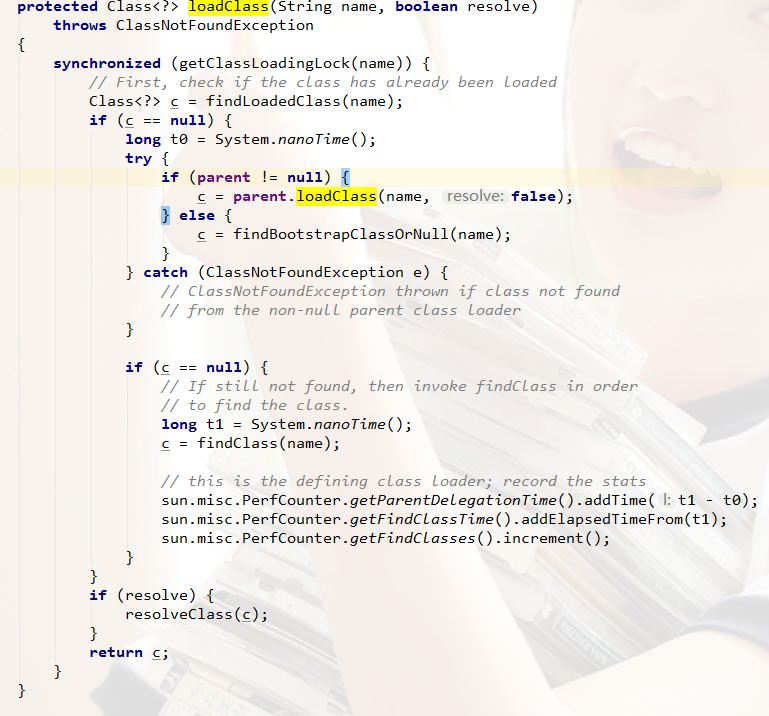 protected Class<?> loadClass(String name, boolean resolve)
    throws ClassNotFoundException
{
    synchronized (getClassLoadingLock(name)) {
        // First, check if the class has already been loaded
        Class<?> c = findLoadedClass(name);
        if (c == null) {
            long t0 = System.nanoTime();
            try {
                if (parent != null) {
                    c = parent.loadClass(name, resolve: false);
                } else {
                    c = findBootstrapClassOrNull(name);
                }
            } catch (ClassNotFoundException e) {
                // ClassNotFoundException thrown if class not found
                // from the non-null parent class loader
            }

            if (c == null) {
                // If still not found, then invoke findClass in order
                // to find the class.
                long t1 = System.nanoTime();
                c = findClass(name);

                // this is the defining class loader; record the stats
                sun.misc.PerfCounter.getParentDelegationTime().addTime( l: t1 - t0);
                sun.misc.PerfCounter.getFindClassTime().addElapsedTimeFrom(t1);
                sun.misc.PerfCounter.getFindClasses().increment();
            }
        }
        if (resolve) {
            resolveClass(c);
        }
        return c;
    }
}